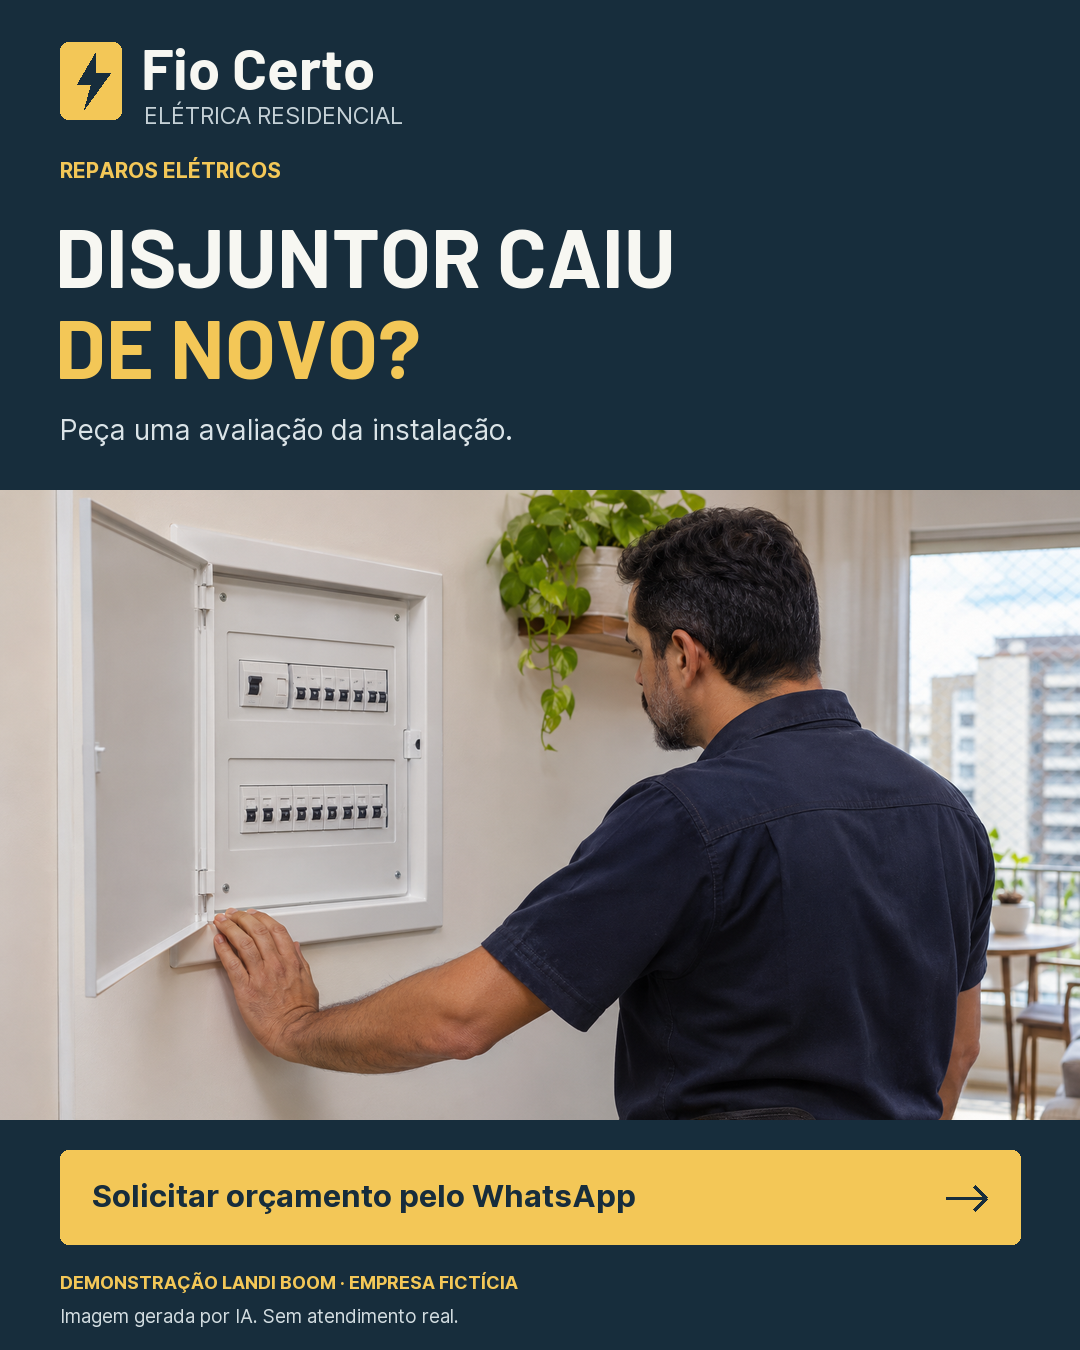 Fio Certo
ELÉTRICA RESIDENCIAL
REPAROS ELÉTRICOS
DISJUNTOR CAIU
DE NOVO?
Peça uma avaliação da instalação.
Solicitar orçamento pelo WhatsApp
DEMONSTRAÇÃO LANDI BOOM · EMPRESA FICTÍCIA
Imagem gerada por IA. Sem atendimento real.